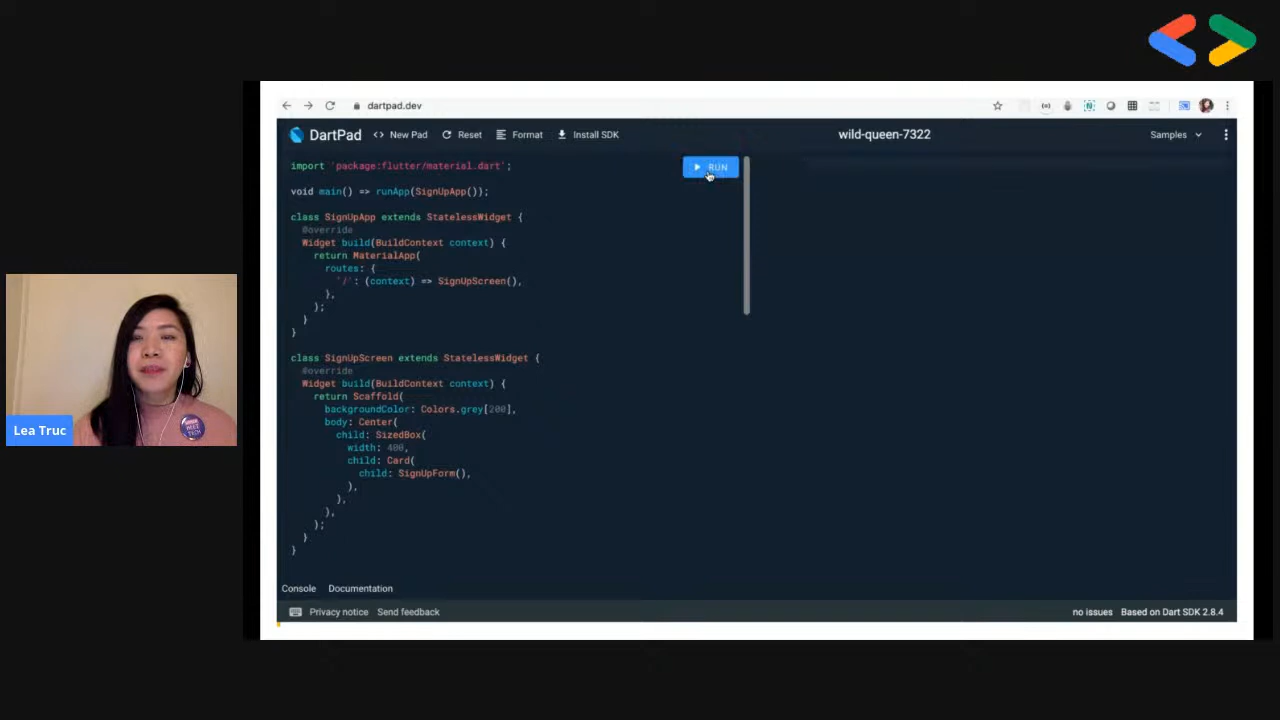 dartpad.dev
DartPad <> New Pad Reset Format Install SDK wild-queen-7322 Samples
import 'package:flutter/material.dart';
RUN
void main() => runApp(SignUpApp());
class SignUpApp extends StatelessWidget {
@override
Widget build(BuildContext context) {
return MaterialApp(
routes: {
'/': (context) => SignUpScreen(),
},
);
}
}
class SignUpScreen extends StatelessWidget {
@override
Widget build(BuildContext context) {
return Scaffold(
backgroundColor: Colors.grey[200],
body: Center(
child: SizedBox(
width: 400,
child: Card(
child: SignUpForm(),
),
),
),
);
}
}
Lea Truc
Console Documentation
Privacy notice Send feedback no issues Based on Dart SDK 2.8.4